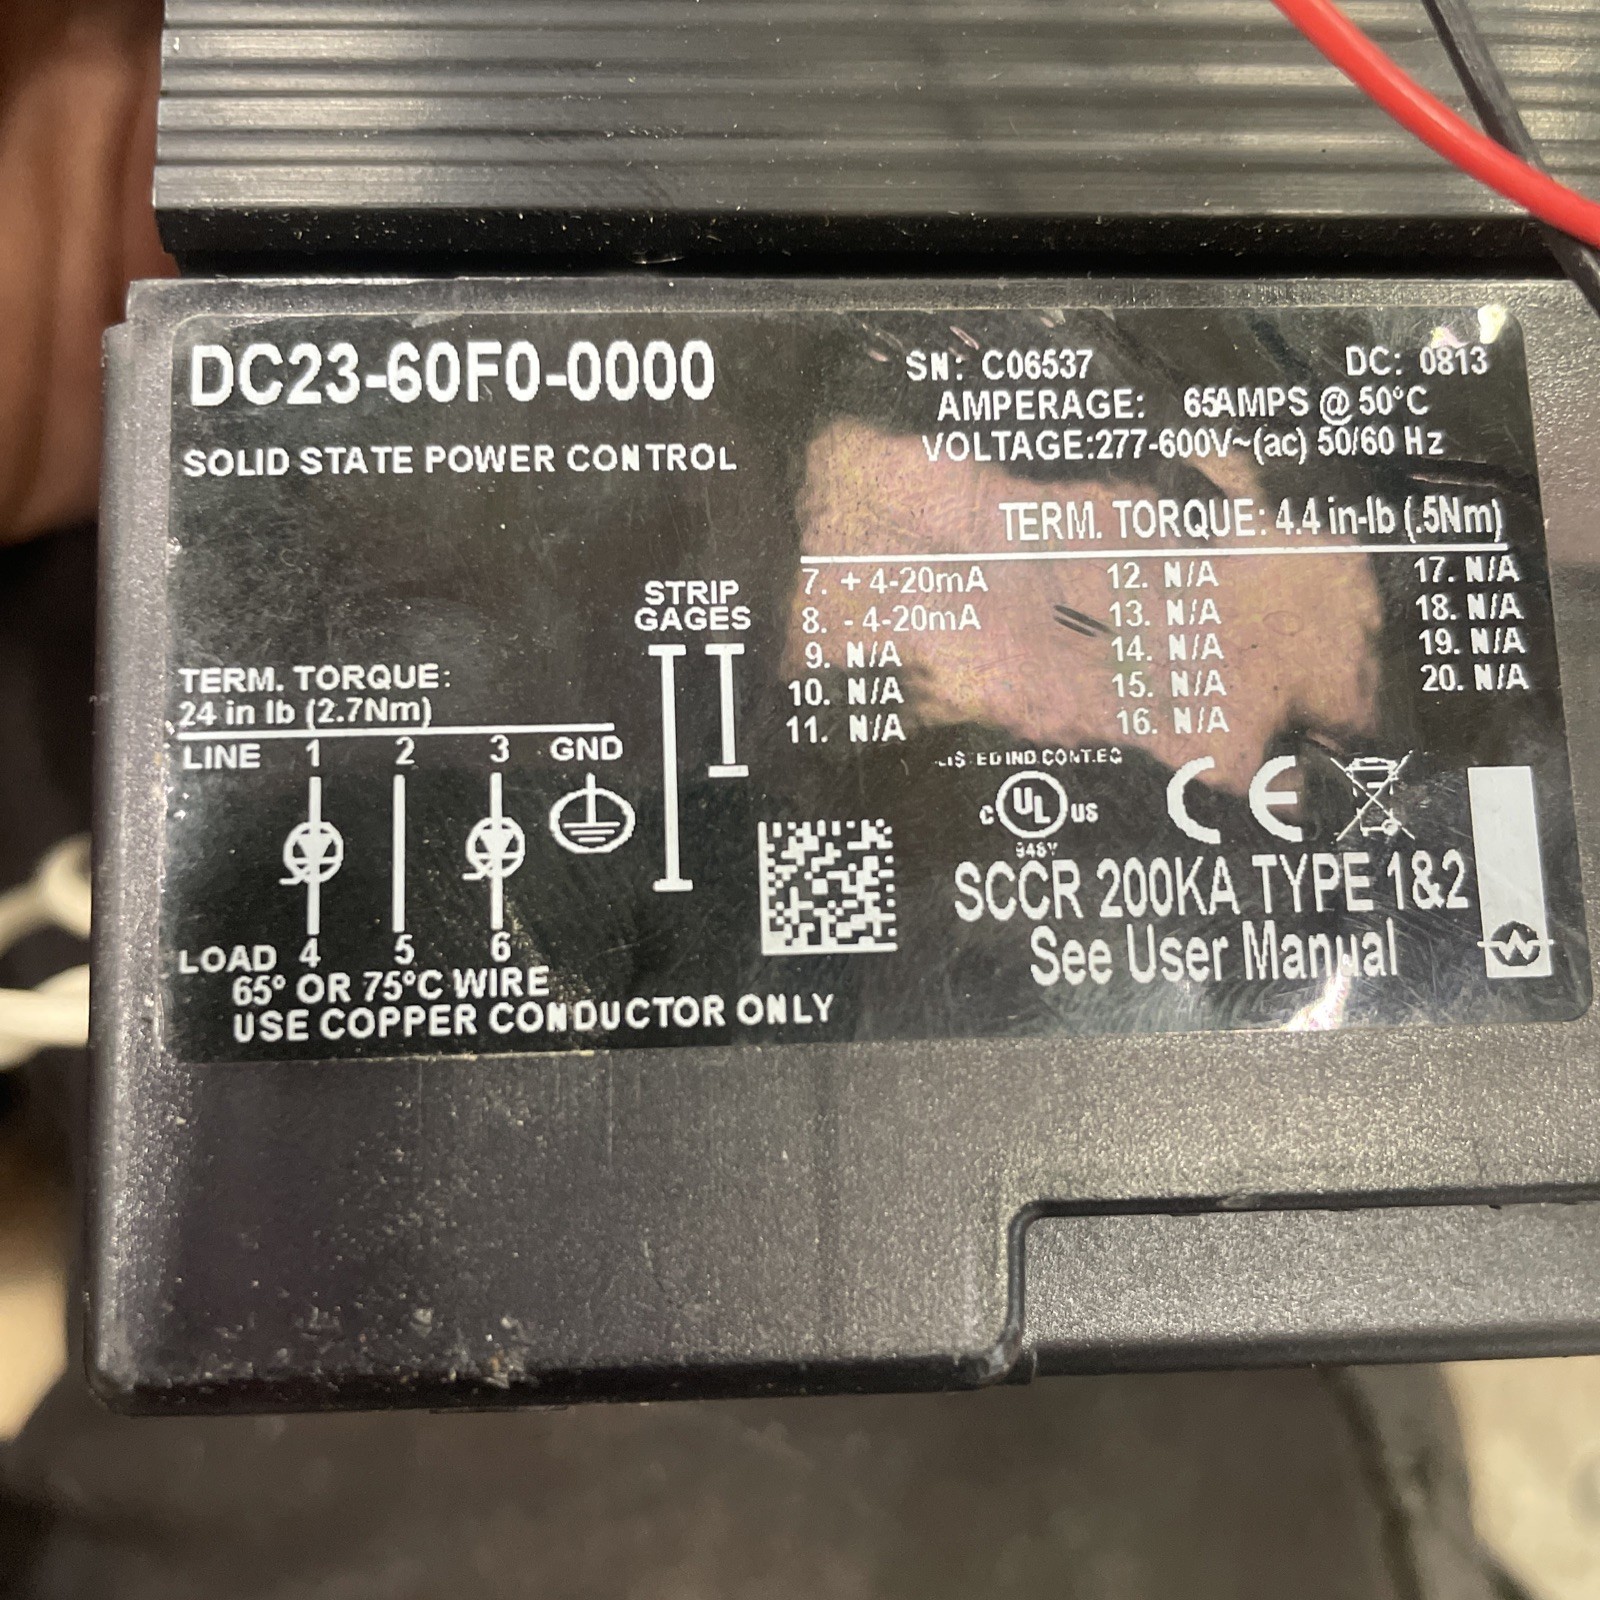 DC23-60F0-0000
SOLID STATE POWER CONTROL
SN: C06537 DC: 0813
AMPERAGE: 65AMPS @ 50°C
VOLTAGE:277-600V~(ac) 50/60 Hz
TERM. TORQUE: 4.4 in-lb (.5Nm)
7. + 4-20mA 12. N/A 17. N/A
8. - 4-20mA 13. N/A 18. N/A
9. N/A 14. N/A 19. N/A
10. N/A 15. N/A 20. N/A
11. N/A 16. N/A
STRIP
GAGES
TERM. TORQUE:
24 in lb (2.7Nm)
LINE 1 2 3 GND
LOAD 4 5 6
65° OR 75°C WIRE
USE COPPER CONDUCTOR ONLY
LISTED IND.CONT.EQ
c UL us CE
SCCR 200KA TYPE 1&2
See User Manual